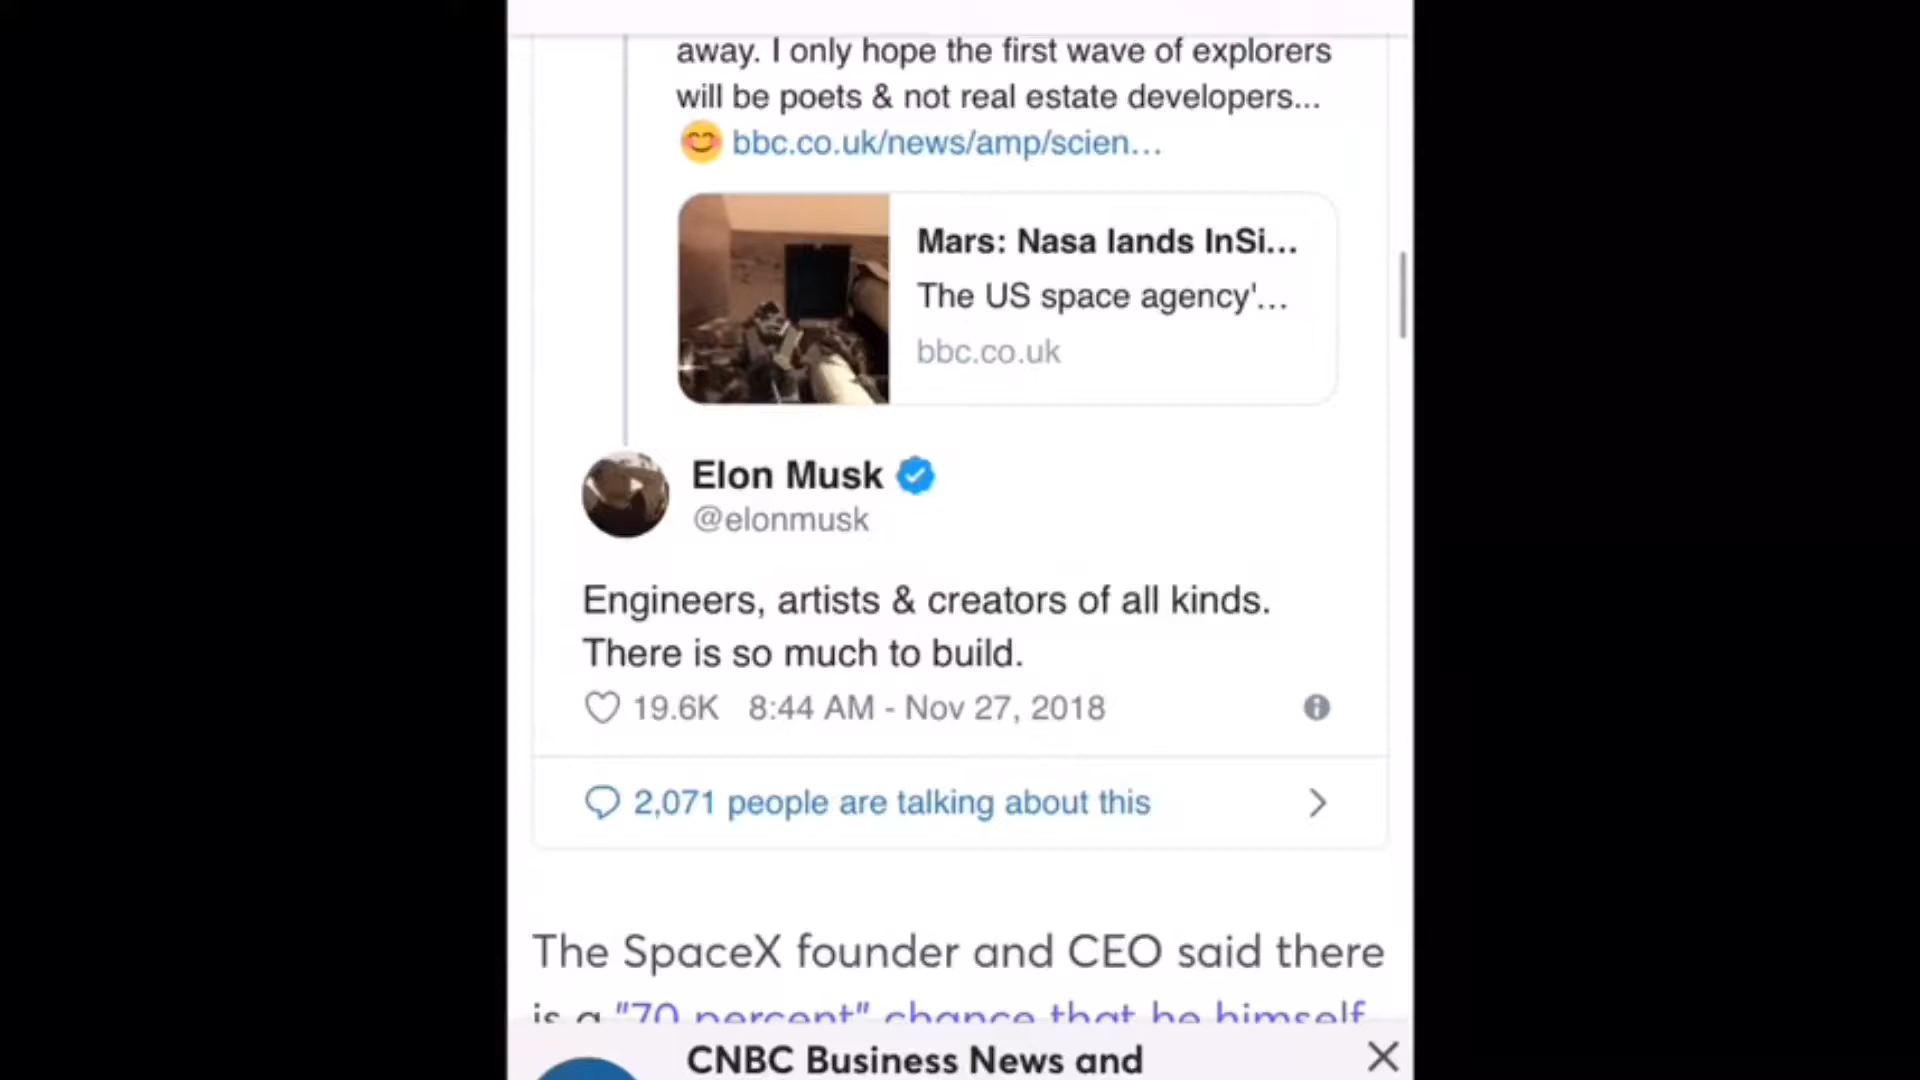 away. I only hope the first wave of explorers
will be poets & not real estate developers...
😊 bbc.co.uk/news/amp/scien...
Mars: Nasa lands InSi...
The US space agency'...
bbc.co.uk
Elon Musk
@elonmusk
Engineers, artists & creators of all kinds.
There is so much to build.
19.6K 8:44 AM - Nov 27, 2018
2,071 people are talking about this
The SpaceX founder and CEO said there
is a "70 percent" chance that he himself
CNBC Business News and